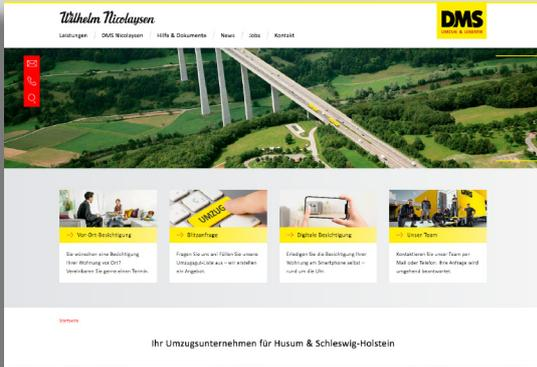 Wilhelm Nicolaysen
DMS
UMZUG & LOGISTIK
Leistungen / DMS Nicolaysen / Hilfe & Dokumente / News / Jobs / Kontakt
UMZUG
→ Vor-Ort-Besichtigung
Sie wünschen eine Besichtigung
Ihrer Wohnung vor Ort?
Vereinbaren Sie gerne einen Termin.
→ Blitzanfrage
Fragen Sie uns an! Füllen Sie unsere
Umzugsgut-Liste aus – wir erstellen
ein Angebot.
→ Digitale Besichtigung
Erledigen Sie die Besichtigung Ihrer
Wohnung am Smartphone selbst –
rund um die Uhr.
→ Unser Team
Kontaktieren Sie unser Team per
Mail oder Telefon. Ihre Anfrage wird
umgehend beantwortet.
Startseite
Ihr Umzugsunternehmen für Husum & Schleswig-Holstein